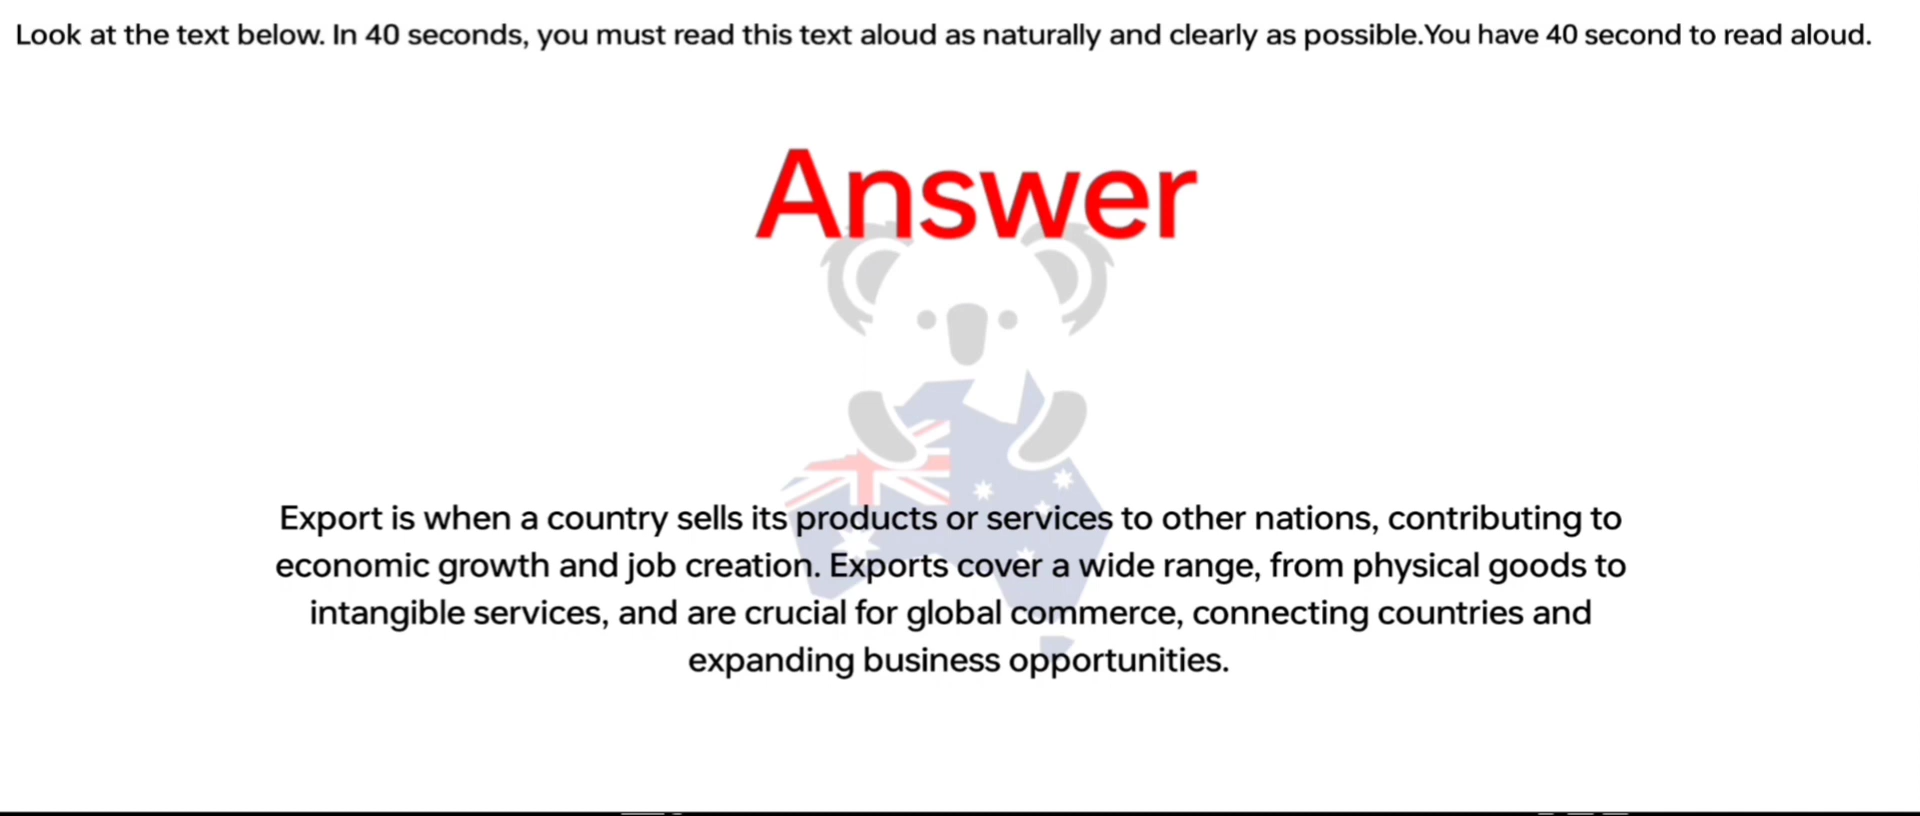 Look at the text below. In 40 seconds, you must read this text aloud as naturally and clearly as possible.You have 40 second to read aloud.
Answer
Export is when a country sells its products or services to other nations, contributing to
economic growth and job creation. Exports cover a wide range, from physical goods to
intangible services, and are crucial for global commerce, connecting countries and
expanding business opportunities.